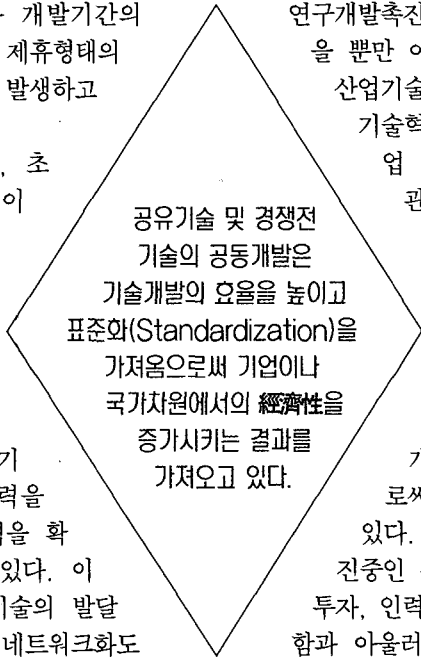 개발기간의
제휴형태의
발생하고
초
이
공유기술 및 경쟁전
기술의 공동개발은
기술개발의 효율을 높이고
표준화(Standardization)을
가져옴으로써 기업이나
국가차원에서의 經濟性을
증가시키는 결과를
가져오고 있다.
기
력을
을 확
있다. 이
기술의 발달
네트워크화도
연구개발촉진
을 뿐만 아
산업기술
기술혁
업
관
로써
있다.
진중인
투자, 인력
함과 아울러